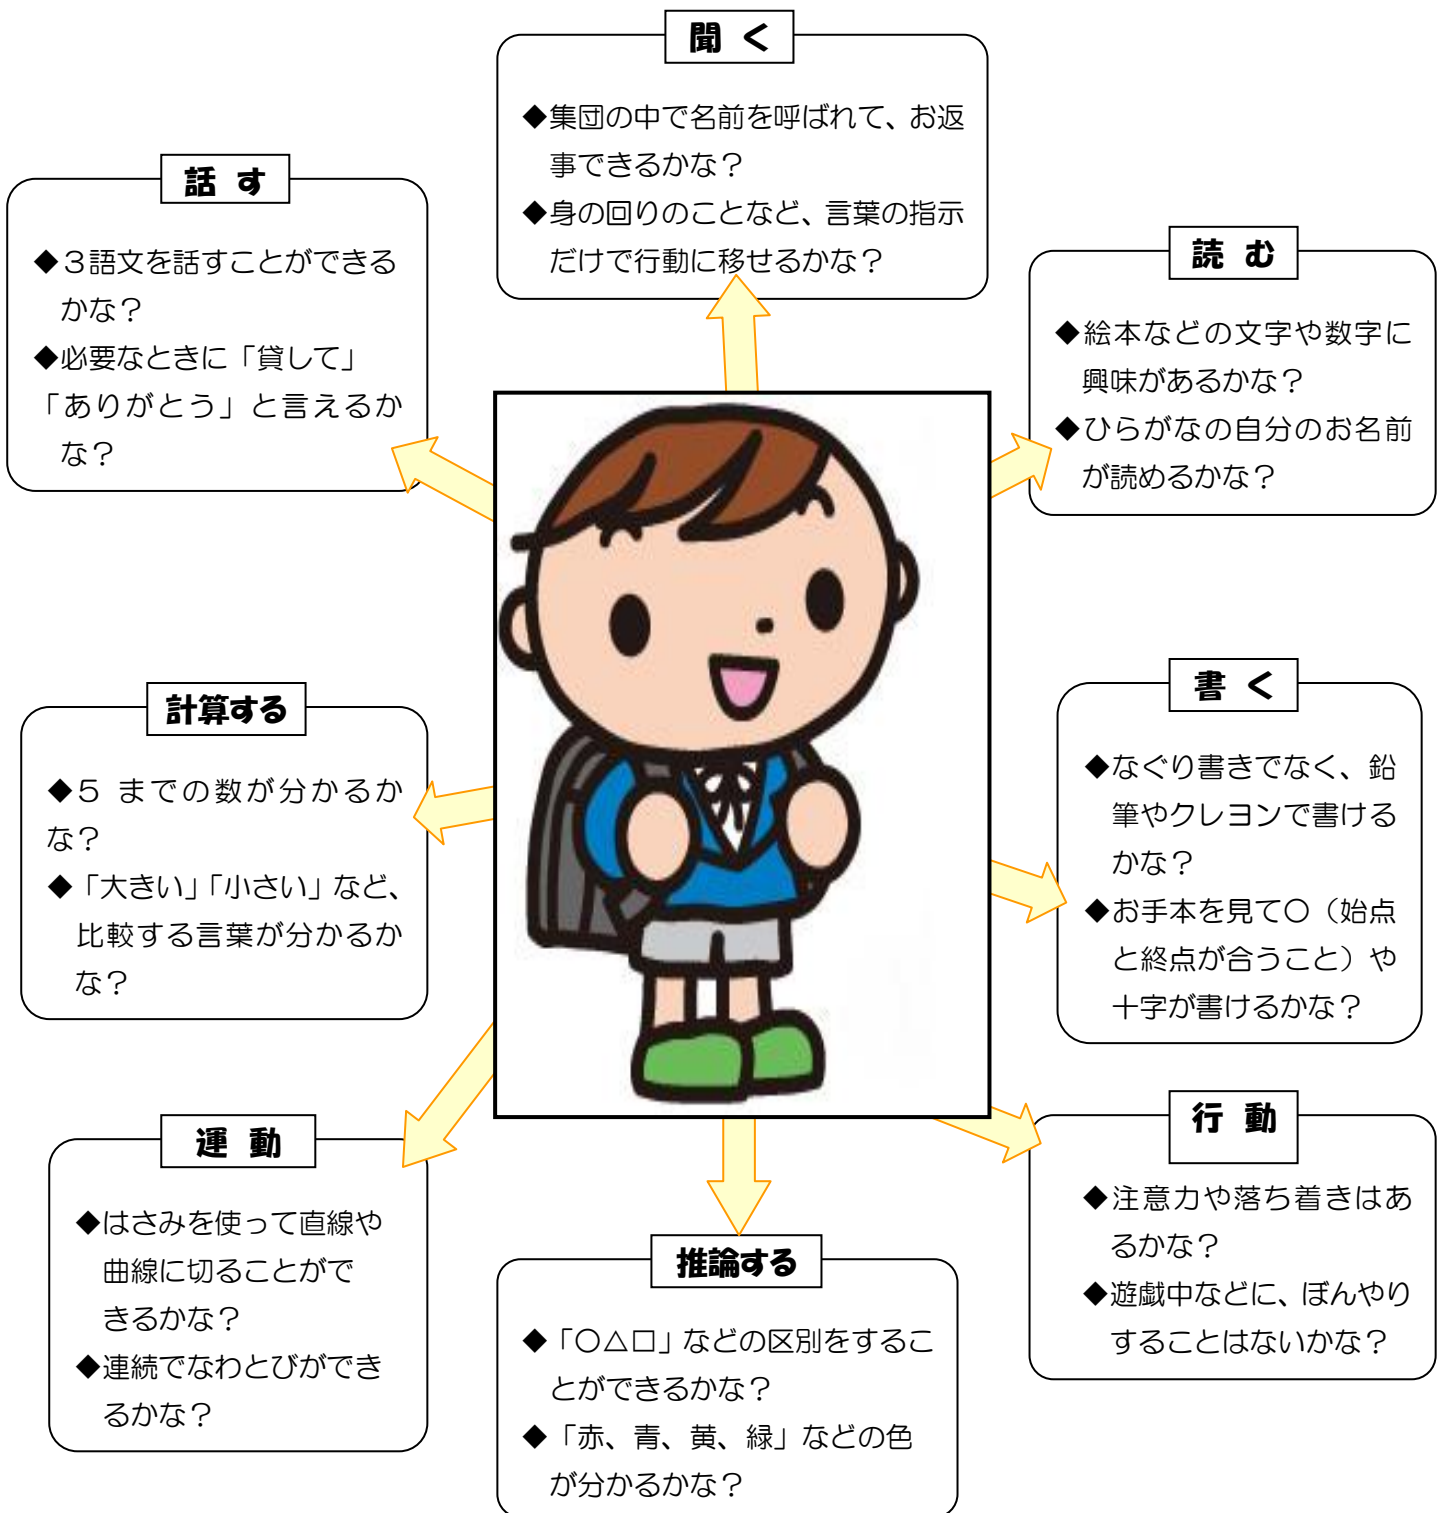 聞 く
◆集団の中で名前を呼ばれて、お返
事できるかな？
◆身の回りのことなど、言葉の指示
だけで行動に移せるかな？
話 す
◆３語文を話すことができる
かな？
◆必要なときに「貸して」
「ありがとう」と言えるか
な？
読 む
◆絵本などの文字や数字に
興味があるかな？
◆ひらがなの自分のお名前
が読めるかな？
計算する
◆５ までの数が分かるか
な？
◆「大きい」「小さい」など、
比較する言葉が分かるか
な？
書 く
◆なぐり書きでなく、鉛
筆やクレヨンで書ける
かな？
◆お手本を見て〇（始点
と終点が合うこと）や
十字が書けるかな？
運 動
◆はさみを使って直線や
曲線に切ることがで
きるかな？
◆連続でなわとびができ
るかな？
推論する
◆「〇△□」などの区別をするこ
とができるかな？
◆「赤、青、黄、緑」などの色
が分かるかな？
行 動
◆注意力や落ち着きはあ
るかな？
◆遊戯中などに、ぼんやり
することはないかな？